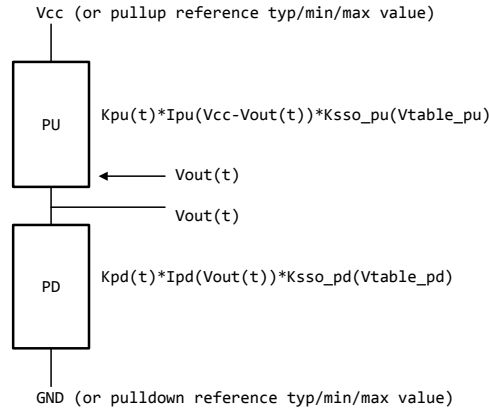 Vcc (or pullup reference typ/min/max value)
PU
Kpu(t)*Ipu(Vcc-Vout(t))*Ksso_pu(Vtable_pu)
Vout(t)
Vout(t)
PD
Kpd(t)*Ipd(Vout(t))*Ksso_pd(Vtable_pd)
GND (or pulldown reference typ/min/max value)